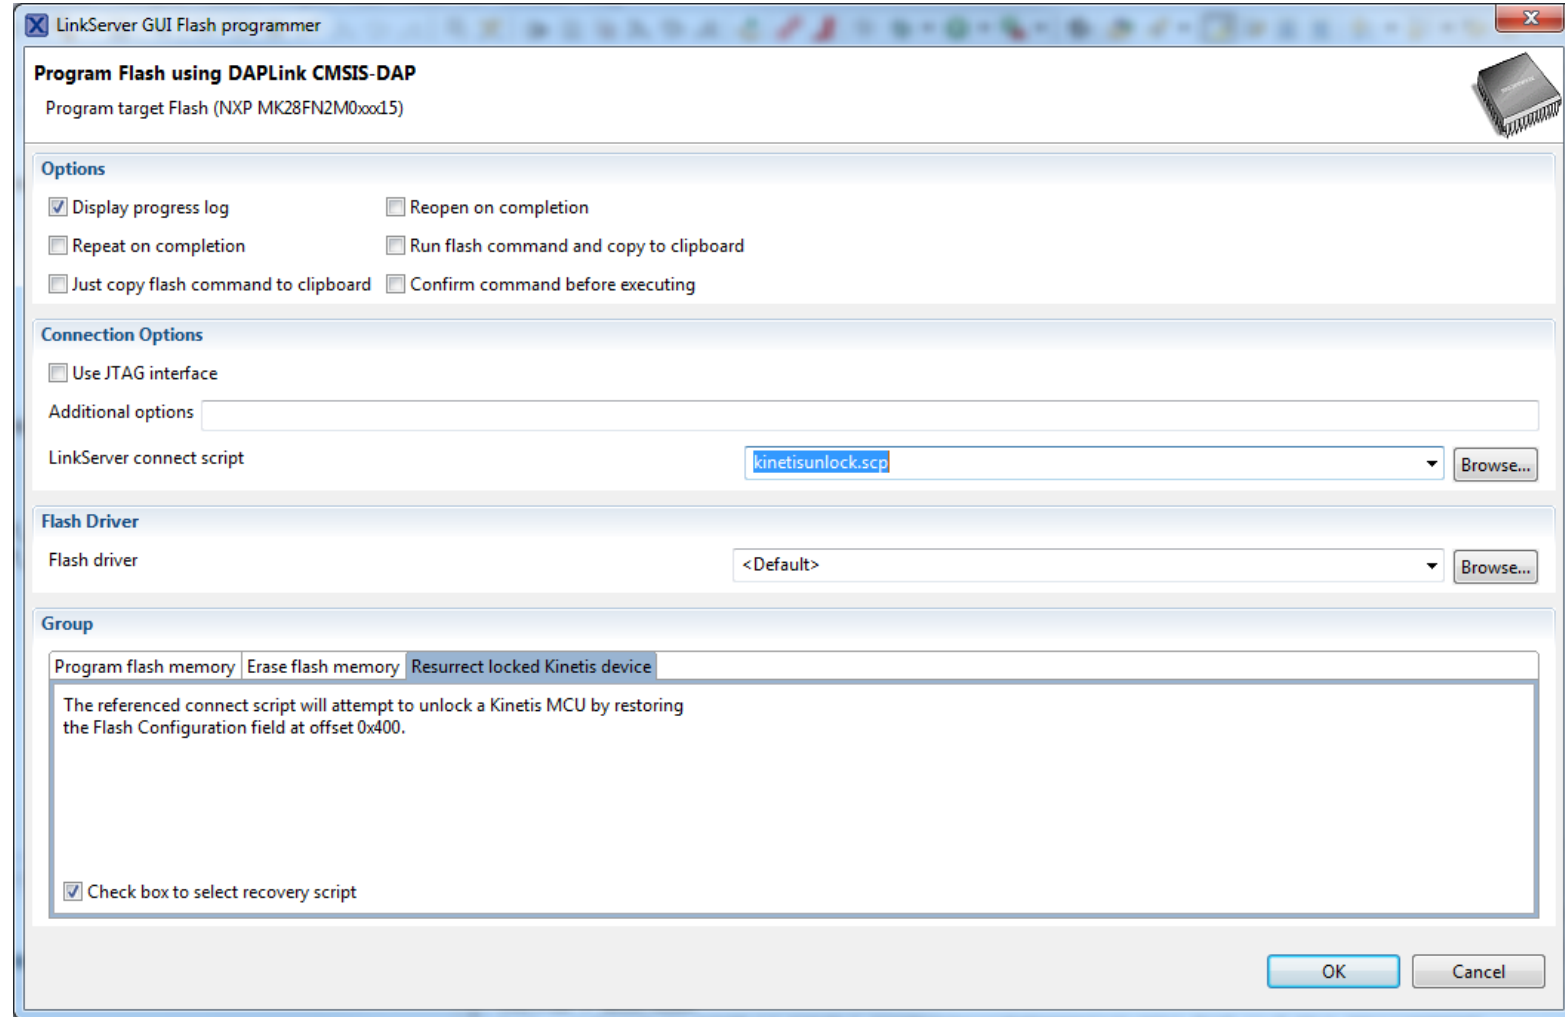 LinkServer GUI Flash programmer
Program Flash using DAPLink CMSIS-DAP
Program target Flash (NXP MK28FN2M0xxx15)
Options
Display progress log
Reopen on completion
Repeat on completion
Run flash command and copy to clipboard
Just copy flash command to clipboard
Confirm command before executing
Connection Options
Use JTAG interface
Additional options
LinkServer connect script
kinetisunlock.scp
Browse...
Flash Driver
Flash driver
<Default>
Browse...
Group
Program flash memory
Erase flash memory
Resurrect locked Kinetis device
The referenced connect script will attempt to unlock a Kinetis MCU by restoring
the Flash Configuration field at offset 0x400.
Check box to select recovery script
OK
Cancel